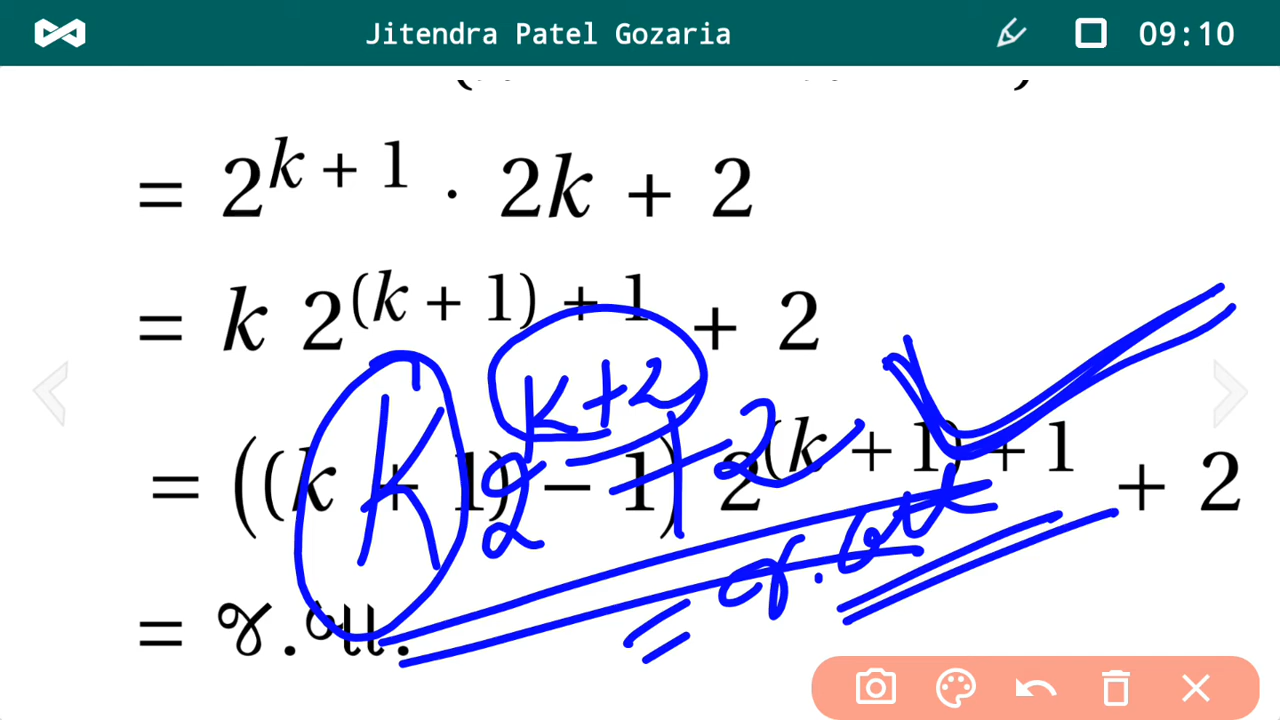 Jitendra Patel Gozaria
09:10
= 2^{k + 1} · 2k + 2
= k 2^{(k + 1) + 1} + 2
K 2^{k+2} + 2
= ((k + 1) - 1) 2^{(k + 1) + 1} + 2
= જ.બા.